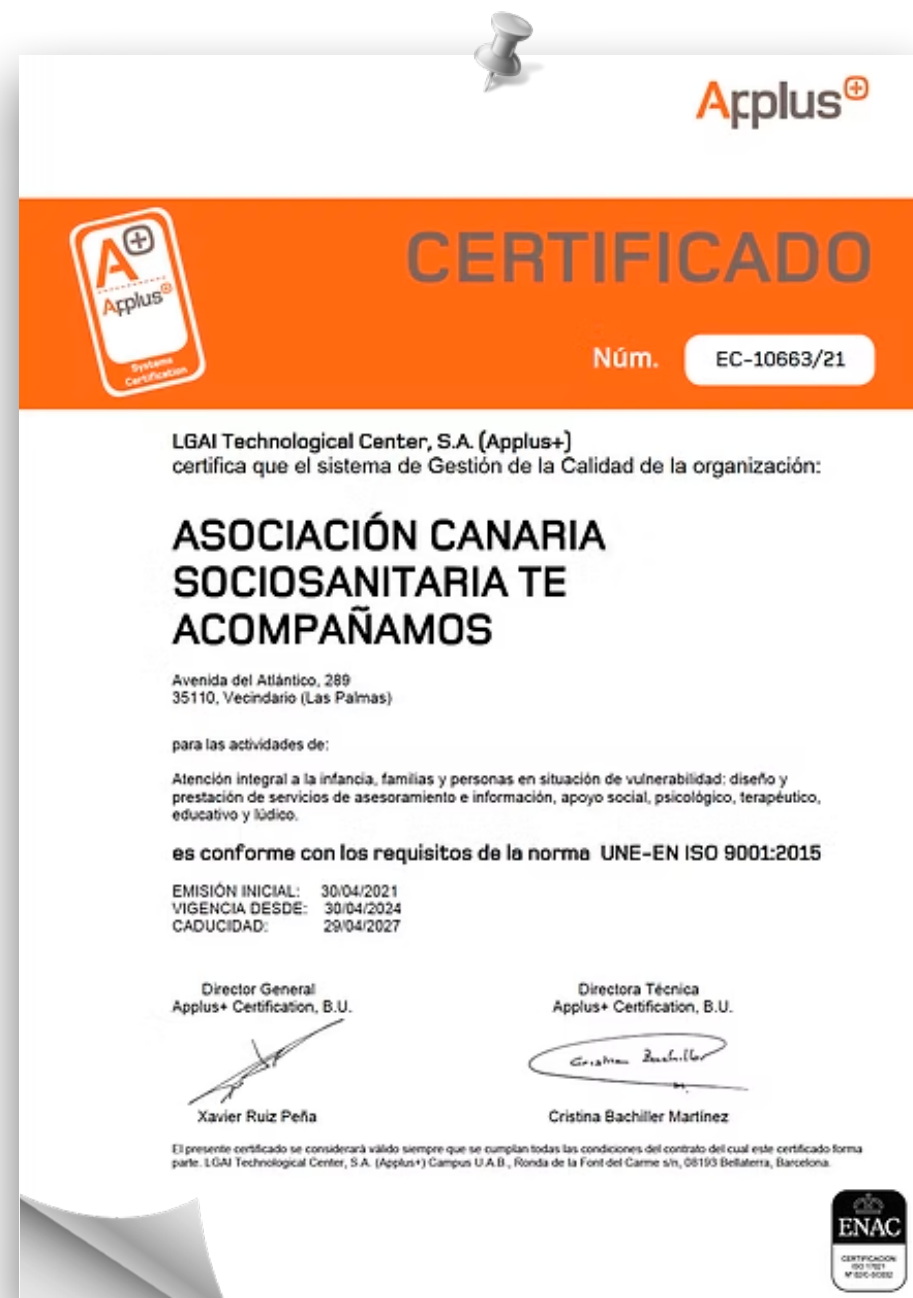 Applus+
CERTIFICADO
A+
Applus+
Systems
Certification
Núm. EC-10663/21
LGAI Technological Center, S.A. (Applus+)
certifica que el sistema de Gestión de la Calidad de la organización:
ASOCIACIÓN CANARIA
SOCIOSANITARIA TE
ACOMPAÑAMOS
Avenida del Atlántico, 289
35110, Vecindario (Las Palmas)
para las actividades de:
Atención integral a la infancia, familias y personas en situación de vulnerabilidad: diseño y
prestación de servicios de asesoramiento e información, apoyo social, psicológico, terapéutico,
educativo y lúdico.
es conforme con los requisitos de la norma UNE-EN ISO 9001:2015
EMISIÓN INICIAL: 30/04/2021
VIGENCIA DESDE: 30/04/2024
CADUCIDAD: 29/04/2027
Director General
Applus+ Certification, B.U.
Xavier Ruiz Peña
Directora Técnica
Applus+ Certification, B.U.
Cristina Bachiller
Cristina Bachiller Martínez
El presente certificado se considerará válido siempre que se cumplan todas las condiciones del contrato del cual este certificado forma
parte. LGAI Technological Center, S.A. (Applus+) Campus U.A.B., Ronda de la Font del Carme s/n, 08193 Bellaterra, Barcelona.
ENAC
CERTIFICACIÓN
ISO 17021